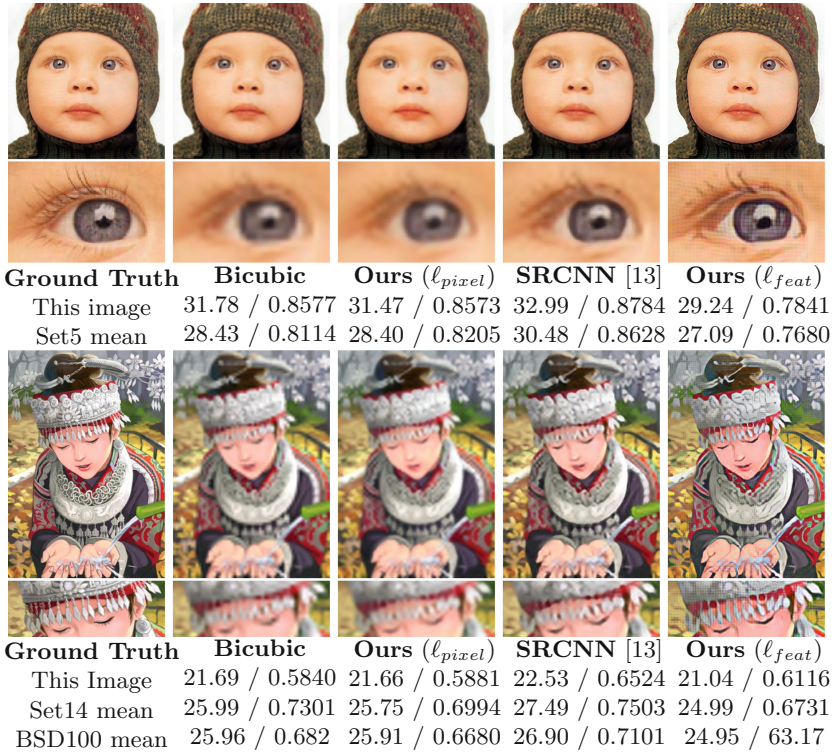 Ground Truth Bicubic Ours (ℓpixel) SRCNN [13] Ours (ℓfeat)
This image 31.78 / 0.8577 31.47 / 0.8573 32.99 / 0.8784 29.24 / 0.7841
Set5 mean 28.43 / 0.8114 28.40 / 0.8205 30.48 / 0.8628 27.09 / 0.7680
Ground Truth Bicubic Ours (ℓpixel) SRCNN [13] Ours (ℓfeat)
This Image 21.69 / 0.5840 21.66 / 0.5881 22.53 / 0.6524 21.04 / 0.6116
Set14 mean 25.99 / 0.7301 25.75 / 0.6994 27.49 / 0.7503 24.99 / 0.6731
BSD100 mean 25.96 / 0.682 25.91 / 0.6680 26.90 / 0.7101 24.95 / 63.17